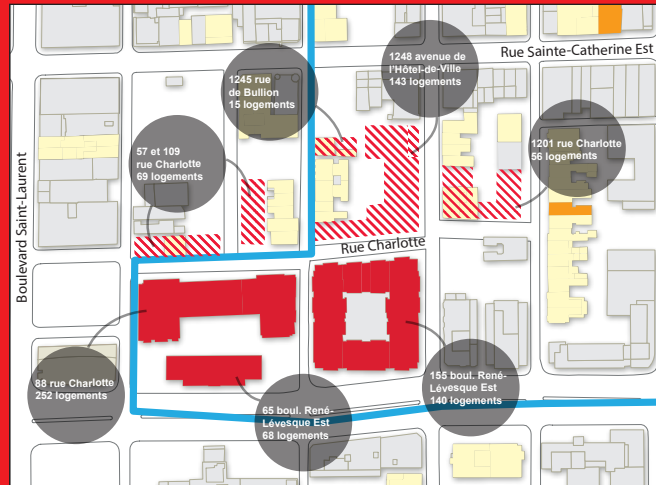 Rue Sainte-Catherine Est
1248 avenue de
l'Hôtel-de-Ville
143 logements
1245 rue
de Bullion
15 logements
57 et 109
rue Charlotte
69 logements
1201 rue Charlotte
56 logements
Boulevard Saint-Laurent
Rue Charlotte
88 rue Charlotte
252 logements
65 boul. René-
Lévesque Est
68 logements
155 boul. René-
Lévesque Est
140 logements